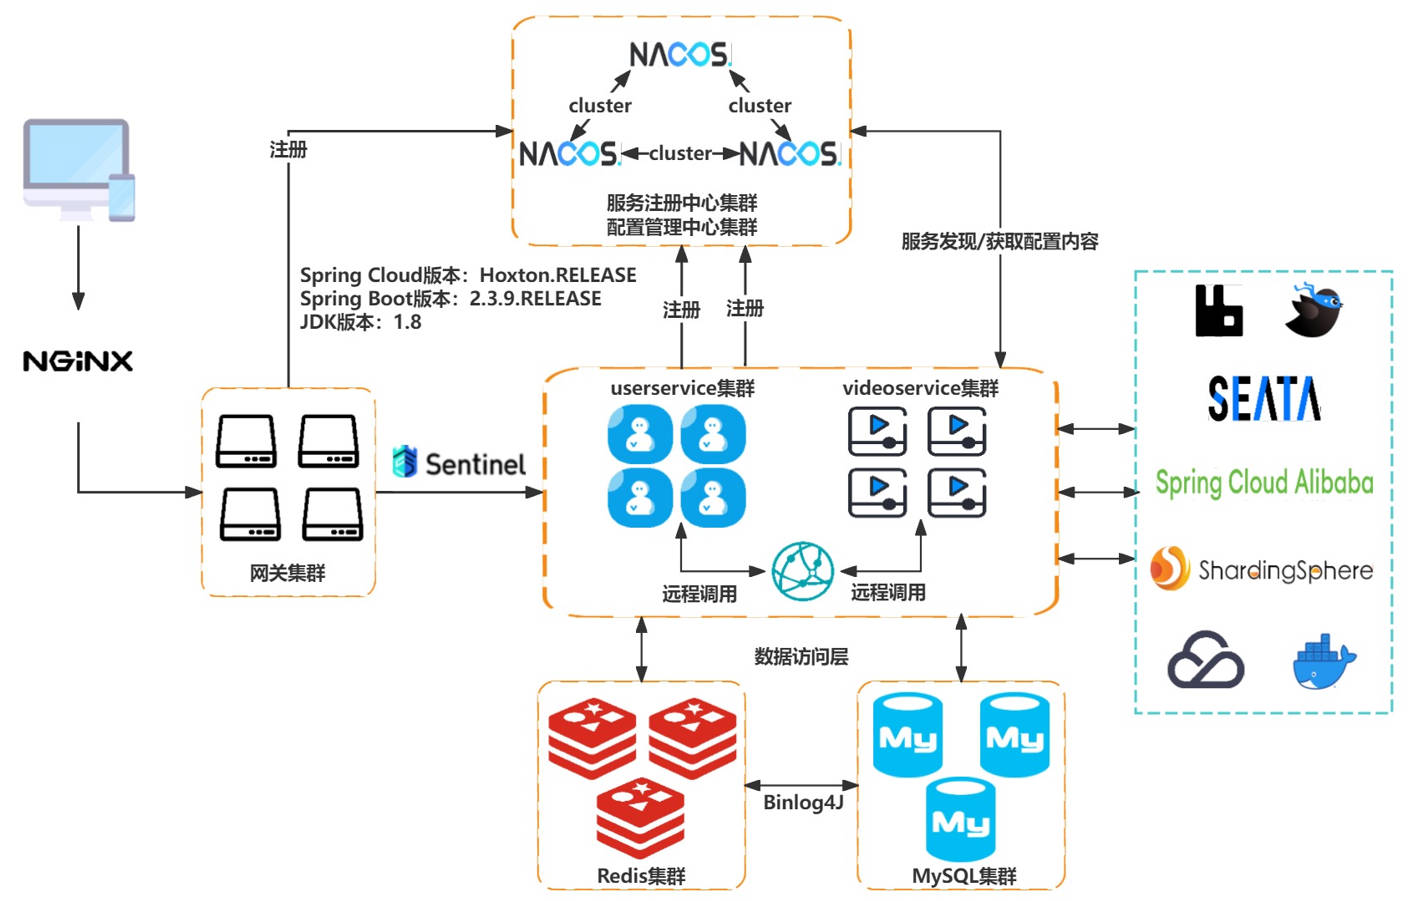 NACOS.
cluster
cluster
NACOS.
cluster
NACOS.
服务注册中心集群
配置管理中心集群
注册
服务发现/获取配置内容
Spring Cloud版本：Hoxton.RELEASE
Spring Boot版本：2.3.9.RELEASE
JDK版本：1.8
注册
注册
NGiNX
网关集群
Sentinel
userservice集群
videoservice集群
远程调用
远程调用
SEATA
Spring Cloud Alibaba
ShardingSphere
数据访问层
My
My
My
Binlog4J
Redis集群
MySQL集群